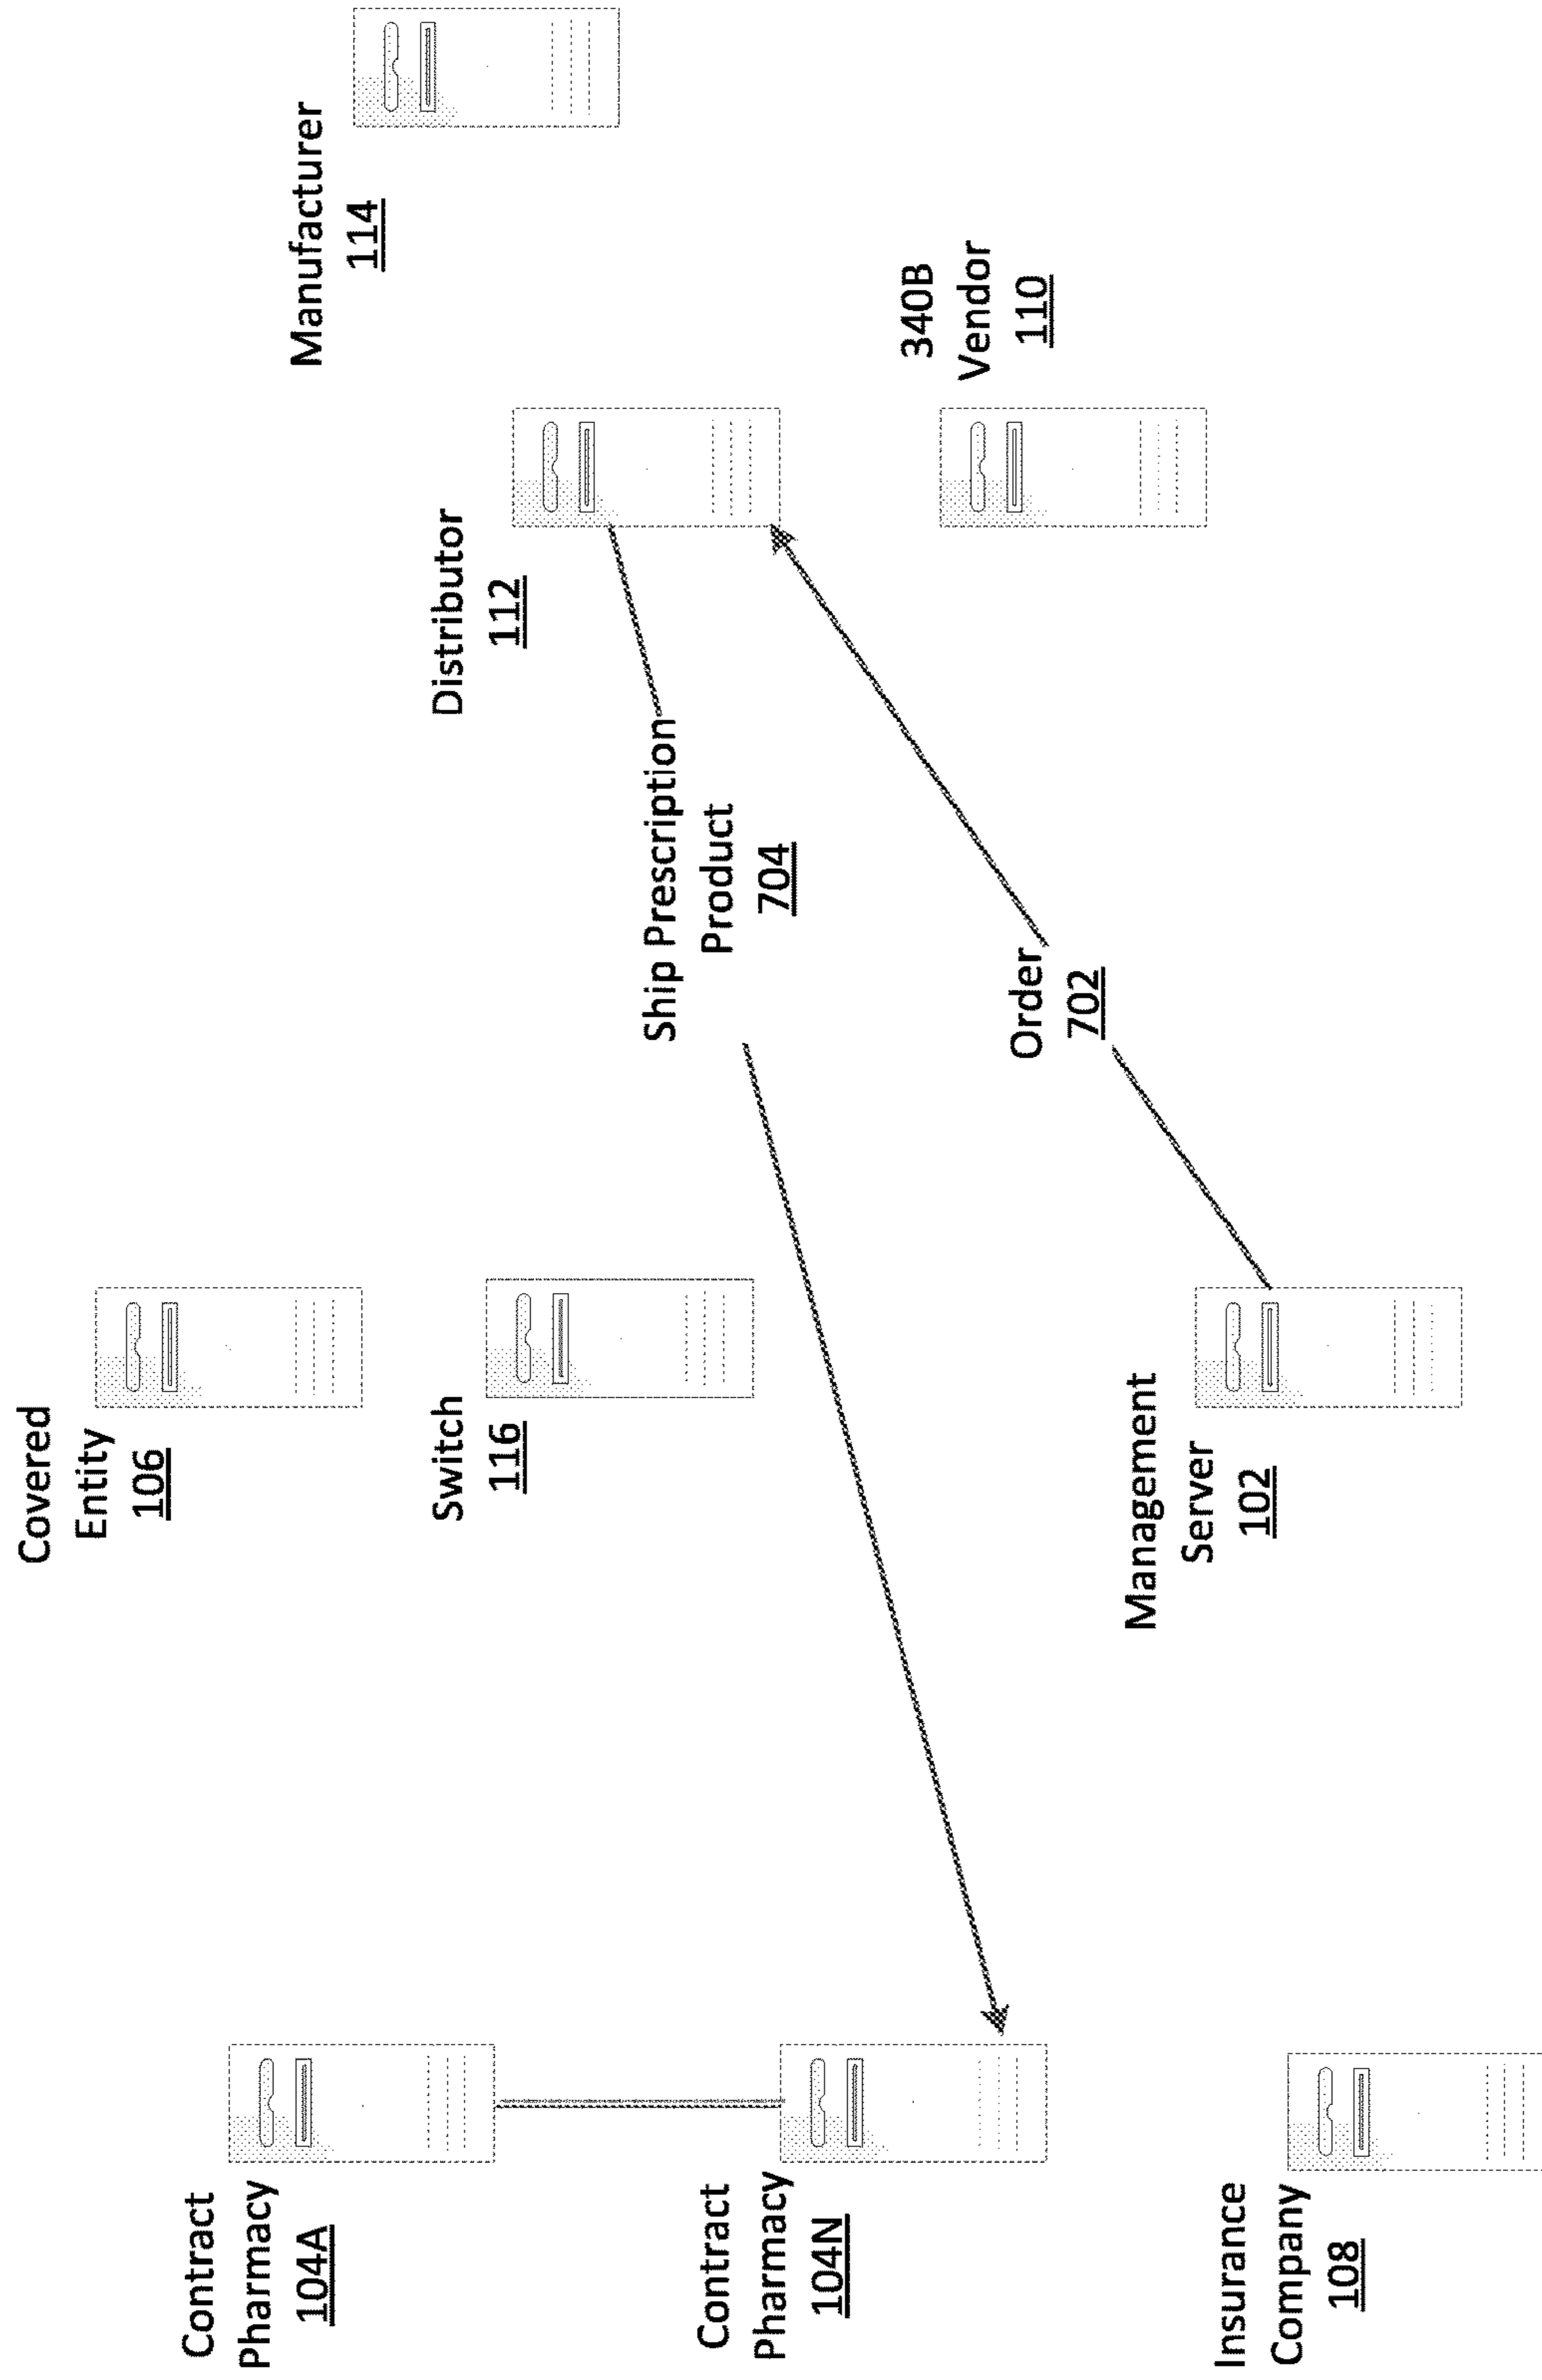 Covered
Entity
106
Manufacturer
114
Contract
Pharmacy
104A
Switch
116
Distributor
112
Ship Prescription
Product
704
Contract
Pharmacy
104N
340B
Vendor
110
Order
702
Management
Server
102
Insurance
Company
108